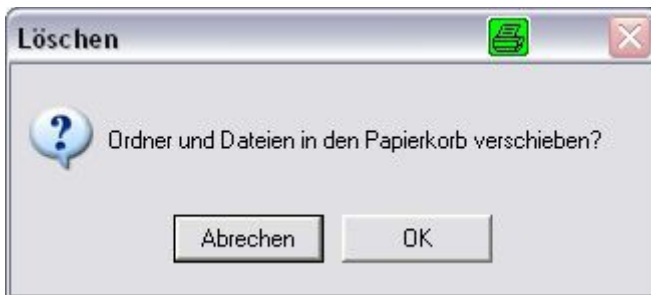 Löschen
Ordner und Dateien in den Papierkorb verschieben?
Abrechen
OK